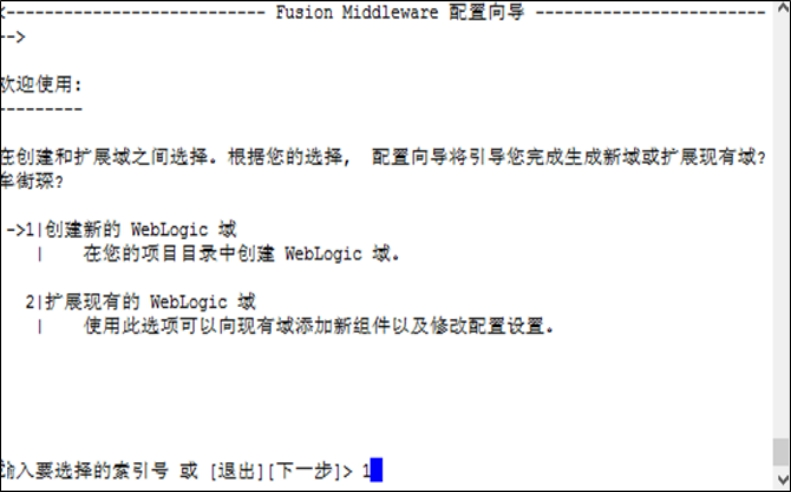 <--------------------------- Fusion Middleware 配置向导 ------------------------
-->
欢迎使用:
---------
在创建和扩展域之间选择。根据您的选择， 配置向导将引导您完成生成新域或扩展现有域?
牟街琛?
->1|创建新的 WebLogic 域
|    在您的项目目录中创建 WebLogic 域。
2|扩展现有的 WebLogic 域
|    使用此选项可以向现有域添加新组件以及修改配置设置。
输入要选择的索引号 或 [退出][下一步]> 1